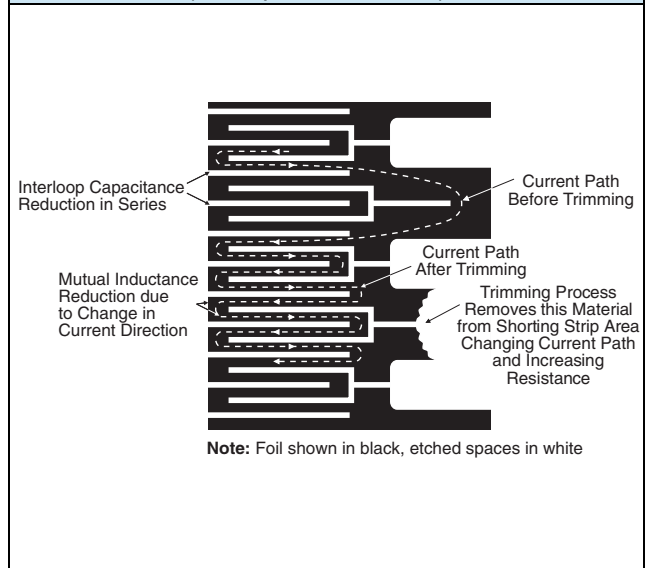 Interloop Capacitance
Reduction in Series
Current Path
Before Trimming
Mutual Inductance
Reduction due
to Change in
Current Direction
Current Path
After Trimming
Trimming Process
Removes this Material
from Shorting Strip Area
Changing Current Path
and Increasing
Resistance
Note: Foil shown in black, etched spaces in white